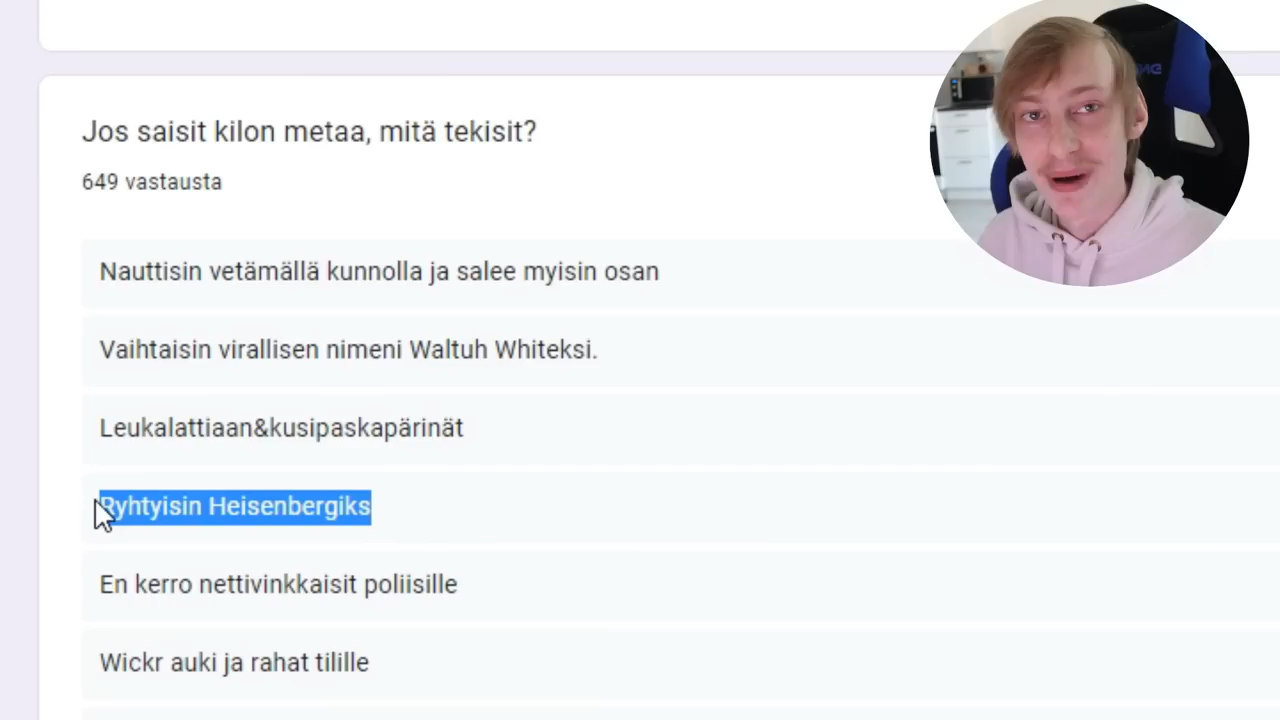 Jos saisit kilon metaa, mitä tekisit?
649 vastausta
Nauttisin vetämällä kunnolla ja salee myisin osan
Vaihtaisin virallisen nimeni Waltuh Whiteksi.
Leukalattiaan&kusipaskapärinät
Ryhtyisin Heisenbergiks
En kerro nettivinkkaisit poliisille
Wickr auki ja rahat tilille